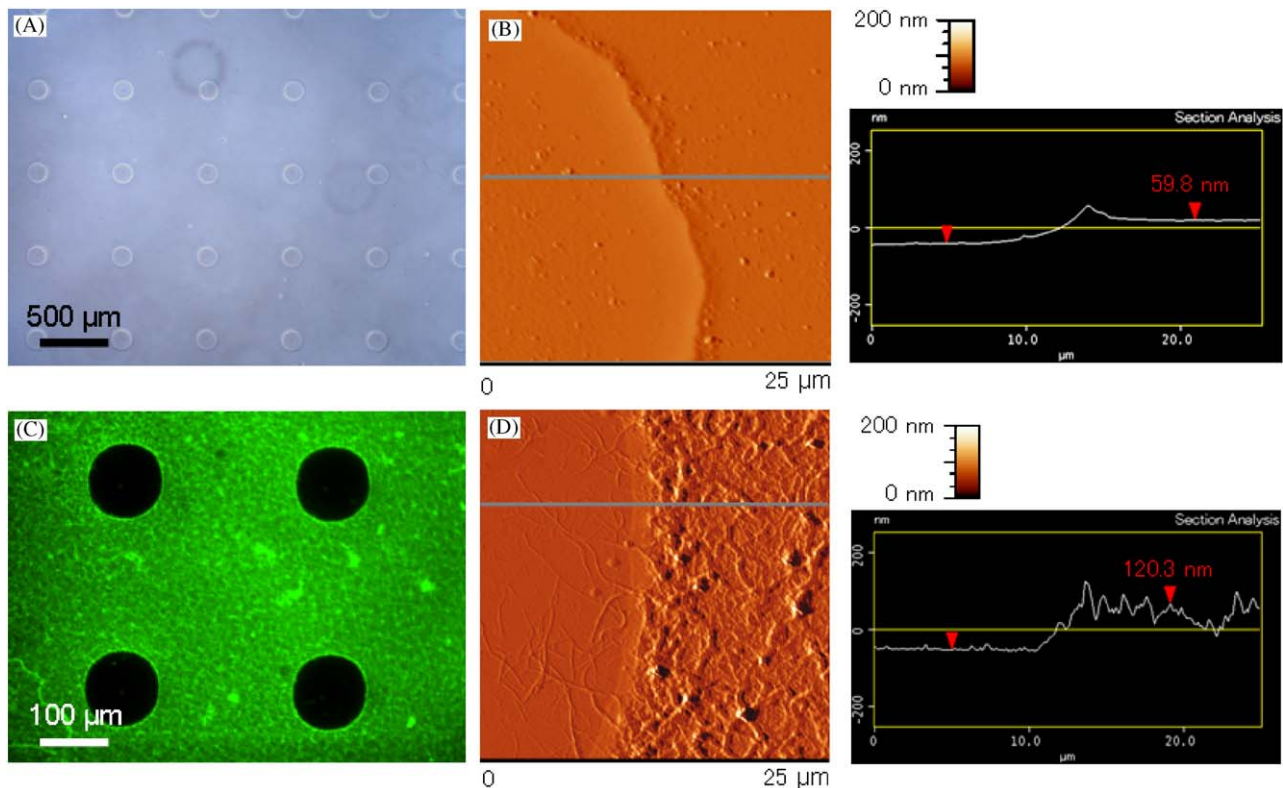 (A)
500 µm
(B)
0
25 µm
200 nm
0 nm
Section Analysis
nm
200
0
-200
59.8 nm
0
10.0
20.0
µm
(C)
100 µm
(D)
0
25 µm
200 nm
0 nm
Section Analysis
nm
200
0
-200
120.3 nm
0
10.0
20.0
µm